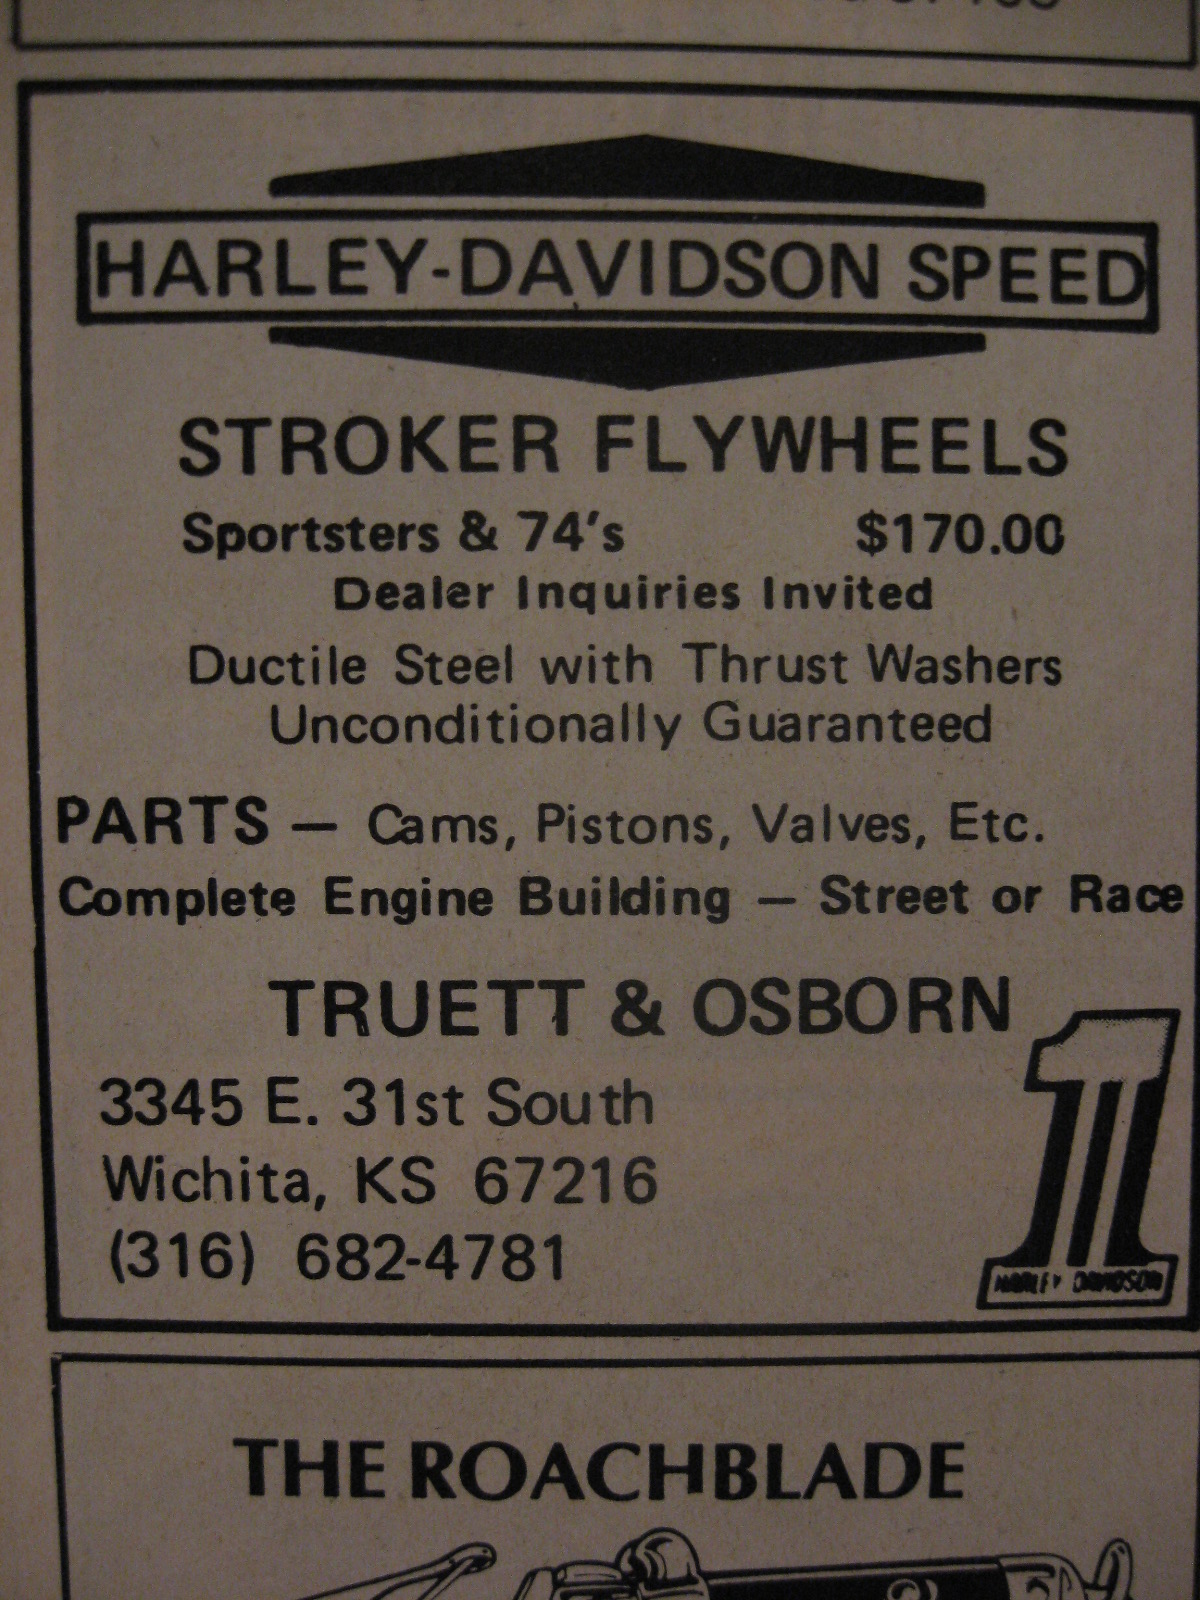 HARLEY-DAVIDSON SPEED
STROKER FLYWHEELS
Sportsters & 74's $170.00
Dealer Inquiries Invited
Ductile Steel with Thrust Washers
Unconditionally Guaranteed
PARTS — Cams, Pistons, Valves, Etc.
Complete Engine Building — Street or Race
TRUETT & OSBORN
3345 E. 31st South
Wichita, KS 67216
(316) 682-4781
1
HARLEY DAVIDSON
THE ROACHBLADE